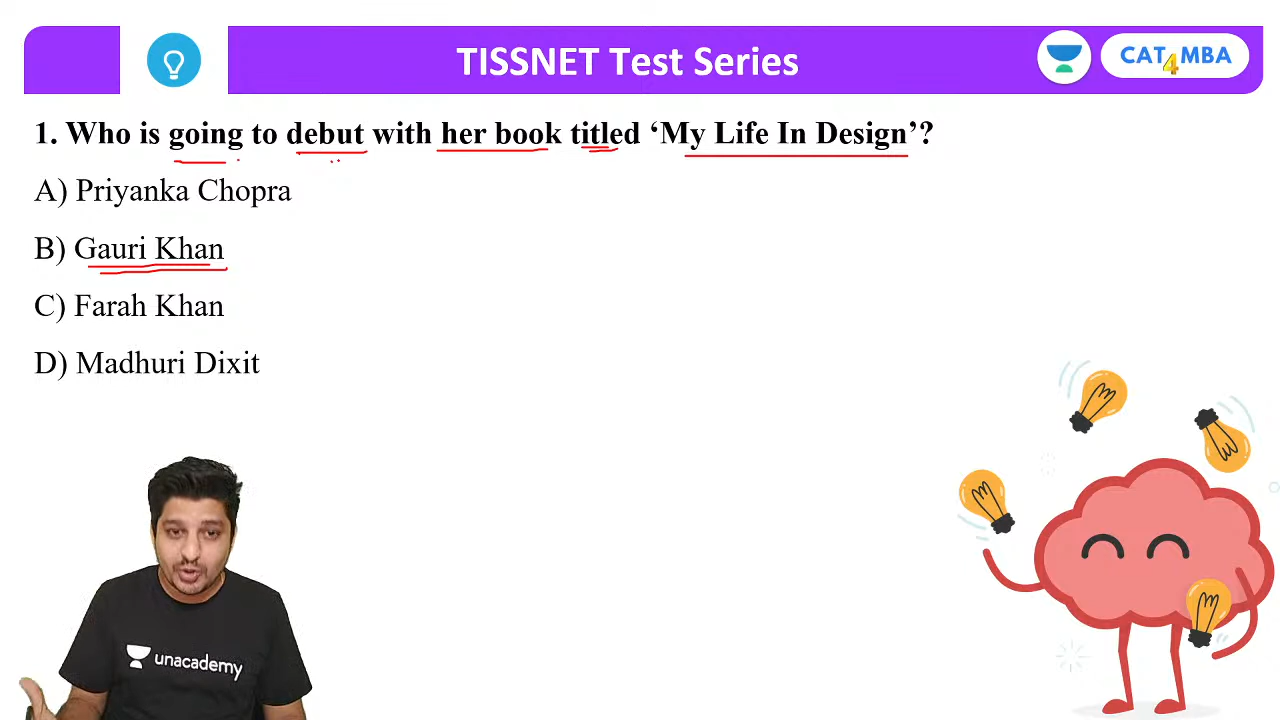 TISSNET Test Series
CAT4MBA
1. Who is going to debut with her book titled ‘My Life In Design’?
A) Priyanka Chopra
B) Gauri Khan
C) Farah Khan
D) Madhuri Dixit
unacademy